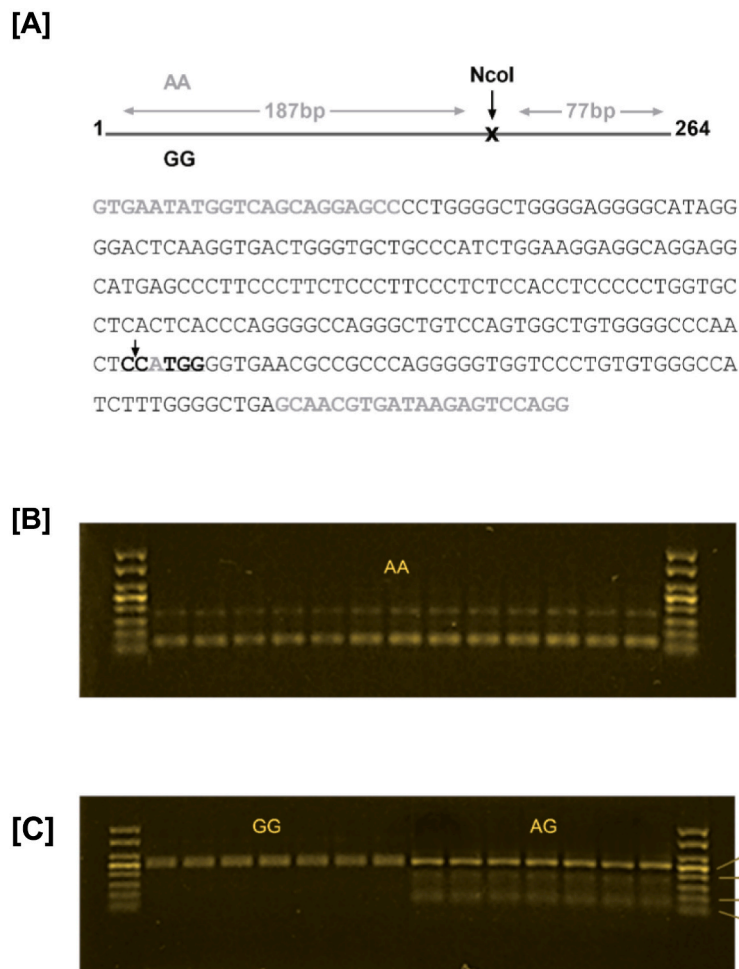 [A]
NcoI
AA
187bp
77bp
1
264
GG
GTGAATATGGTCAGCAGGAGCCCCTGGGGCTGGGGAGGGGCATAGG
GGACTCAAGGTGACTGGGTGCTGCCCATCTGGAAGGAGGCAGGAGG
CATGAGCCCTTCCCTTCTCCCTTCCCTCTCCACCTCCCCCTGGTGC
CTCACTCACCCAGGGGCCAGGGCTGTCCAGTGGCTGTGGGGCCCAA
CTCCATGGGGTGAACGCCGCCCAGGGGGTGGTCCCTGTGTGGGCCA
TCTTTGGGGCTGAGCAACGTGATAAGAGTCCAGG
[B]
AA
[C]
GG
AG